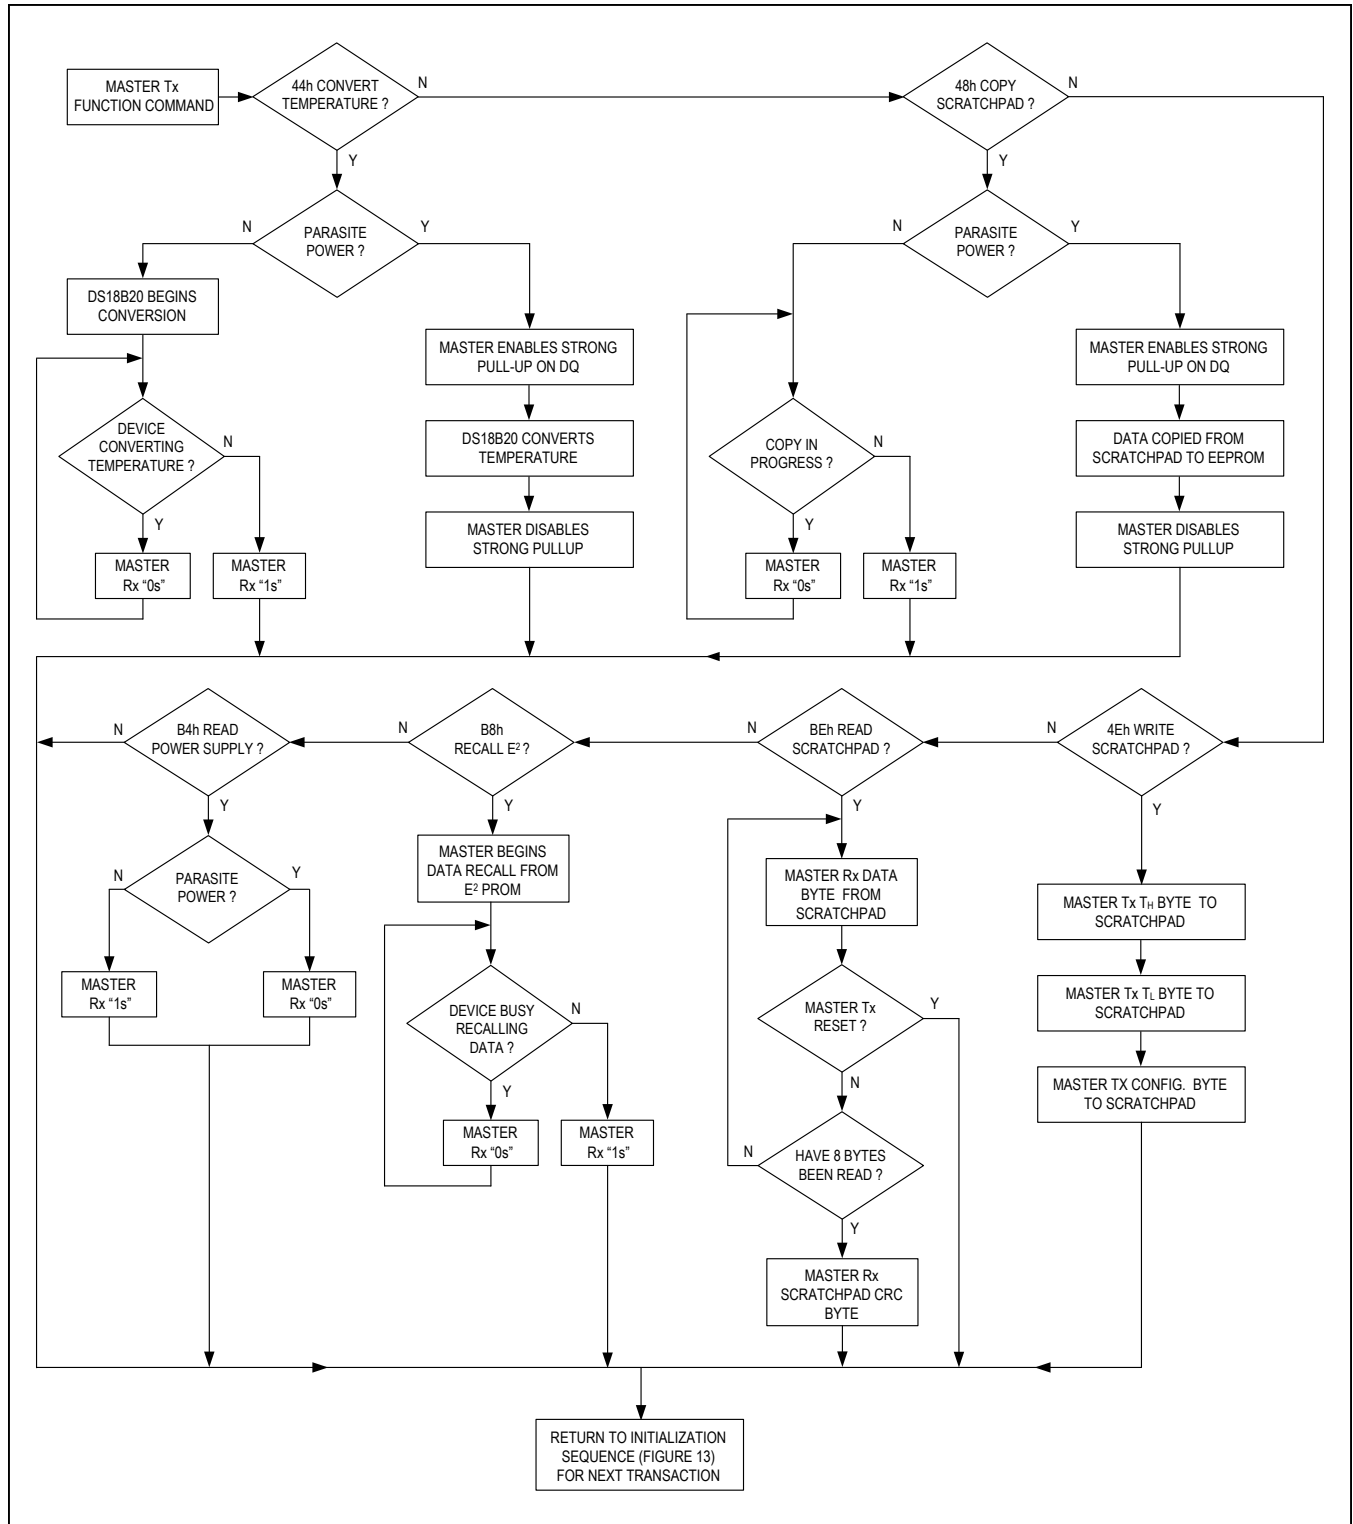 MASTER Tx
FUNCTION COMMAND
44h CONVERT
TEMPERATURE ?
N
Y
48h COPY
SCRATCHPAD ?
N
Y
PARASITE
POWER ?
N
Y
DS18B20 BEGINS
CONVERSION
DEVICE
CONVERTING
TEMPERATURE ?
N
Y
MASTER
Rx “0s”
MASTER
Rx “1s”
MASTER ENABLES STRONG
PULL-UP ON DQ
DS18B20 CONVERTS
TEMPERATURE
MASTER DISABLES
STRONG PULLUP
PARASITE
POWER ?
N
Y
COPY IN
PROGRESS ?
N
Y
MASTER
Rx “0s”
MASTER
Rx “1s”
MASTER ENABLES STRONG
PULL-UP ON DQ
DATA COPIED FROM
SCRATCHPAD TO EEPROM
MASTER DISABLES
STRONG PULLUP
B4h READ
POWER SUPPLY ?
N
Y
PARASITE
POWER ?
N
Y
MASTER
Rx “1s”
MASTER
Rx “0s”
B8h
RECALL E² ?
N
Y
MASTER BEGINS
DATA RECALL FROM
E² PROM
DEVICE BUSY
RECALLING
DATA ?
N
Y
MASTER
Rx “0s”
MASTER
Rx “1s”
BEh READ
SCRATCHPAD ?
N
Y
MASTER Rx DATA
BYTE FROM
SCRATCHPAD
MASTER Tx
RESET ?
Y
N
HAVE 8 BYTES
BEEN READ ?
N
Y
MASTER Rx
SCRATCHPAD CRC
BYTE
4Eh WRITE
SCRATCHPAD ?
N
Y
MASTER Tx TH BYTE TO
SCRATCHPAD
MASTER Tx TL BYTE TO
SCRATCHPAD
MASTER TX CONFIG. BYTE
TO SCRATCHPAD
RETURN TO INITIALIZATION
SEQUENCE (FIGURE 13)
FOR NEXT TRANSACTION